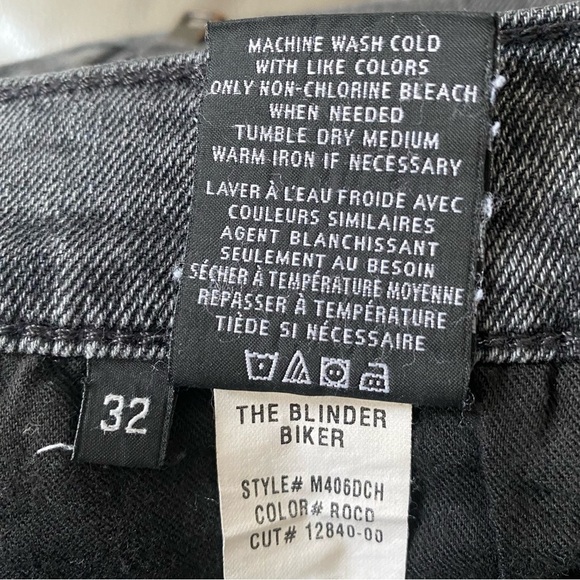 MACHINE WASH COLD
WITH LIKE COLORS
ONLY NON-CHLORINE BLEACH
WHEN NEEDED
TUMBLE DRY MEDIUM
WARM IRON IF NECESSARY
LAVER À L'EAU FROIDE AVEC
COULEURS SIMILAIRES
AGENT BLANCHISSANT
SEULEMENT AU BESOIN
SÉCHER À TEMPÉRATURE MOYENNE
REPASSER À TEMPÉRATURE
TIÈDE SI NÉCESSAIRE
32
THE BLINDER
BIKER
STYLE# M406DCH
COLOR# ROCD
CUT# 12840-00